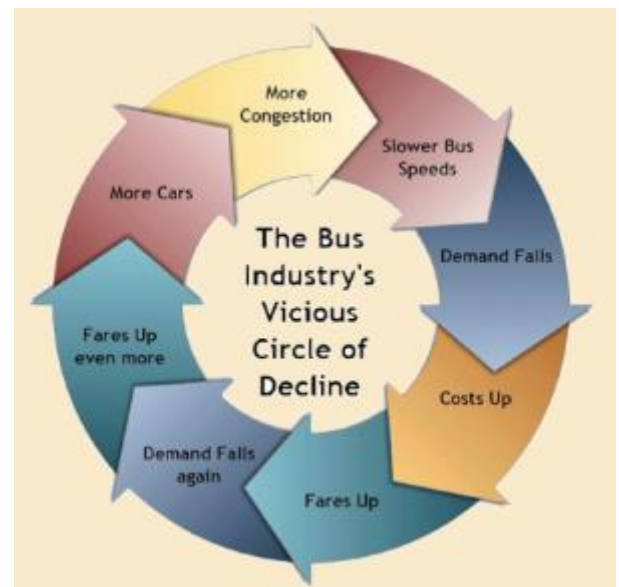 More
Congestion
Slower Bus
Speeds
Demand Falls
Costs Up
Fares Up
Demand Falls
again
Fares Up
even more
More Cars
The Bus
Industry's
Vicious
Circle of
Decline